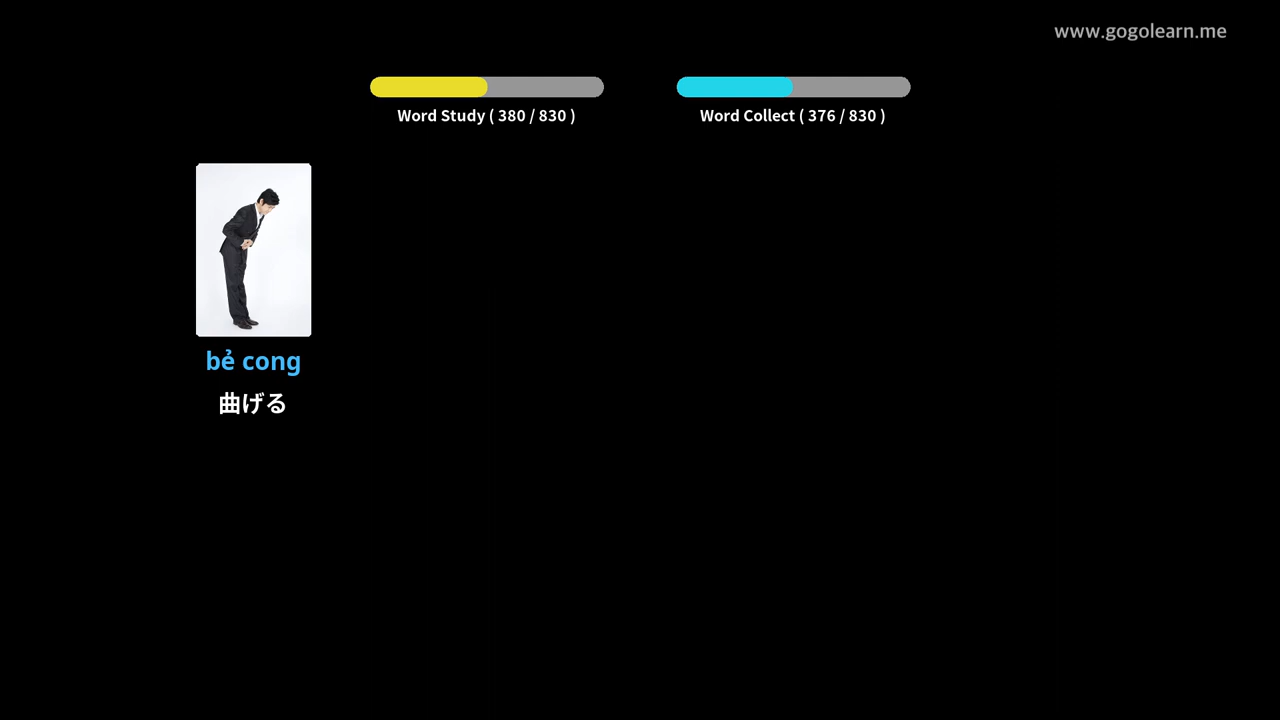 www.gogolearn.me
Word Study ( 380 / 830 )
Word Collect ( 376 / 830 )
bẻ cong
曲げる